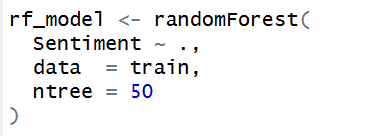 rf_model <- randomForest(
  Sentiment ~ .,
  data  = train,
  ntree = 50
)